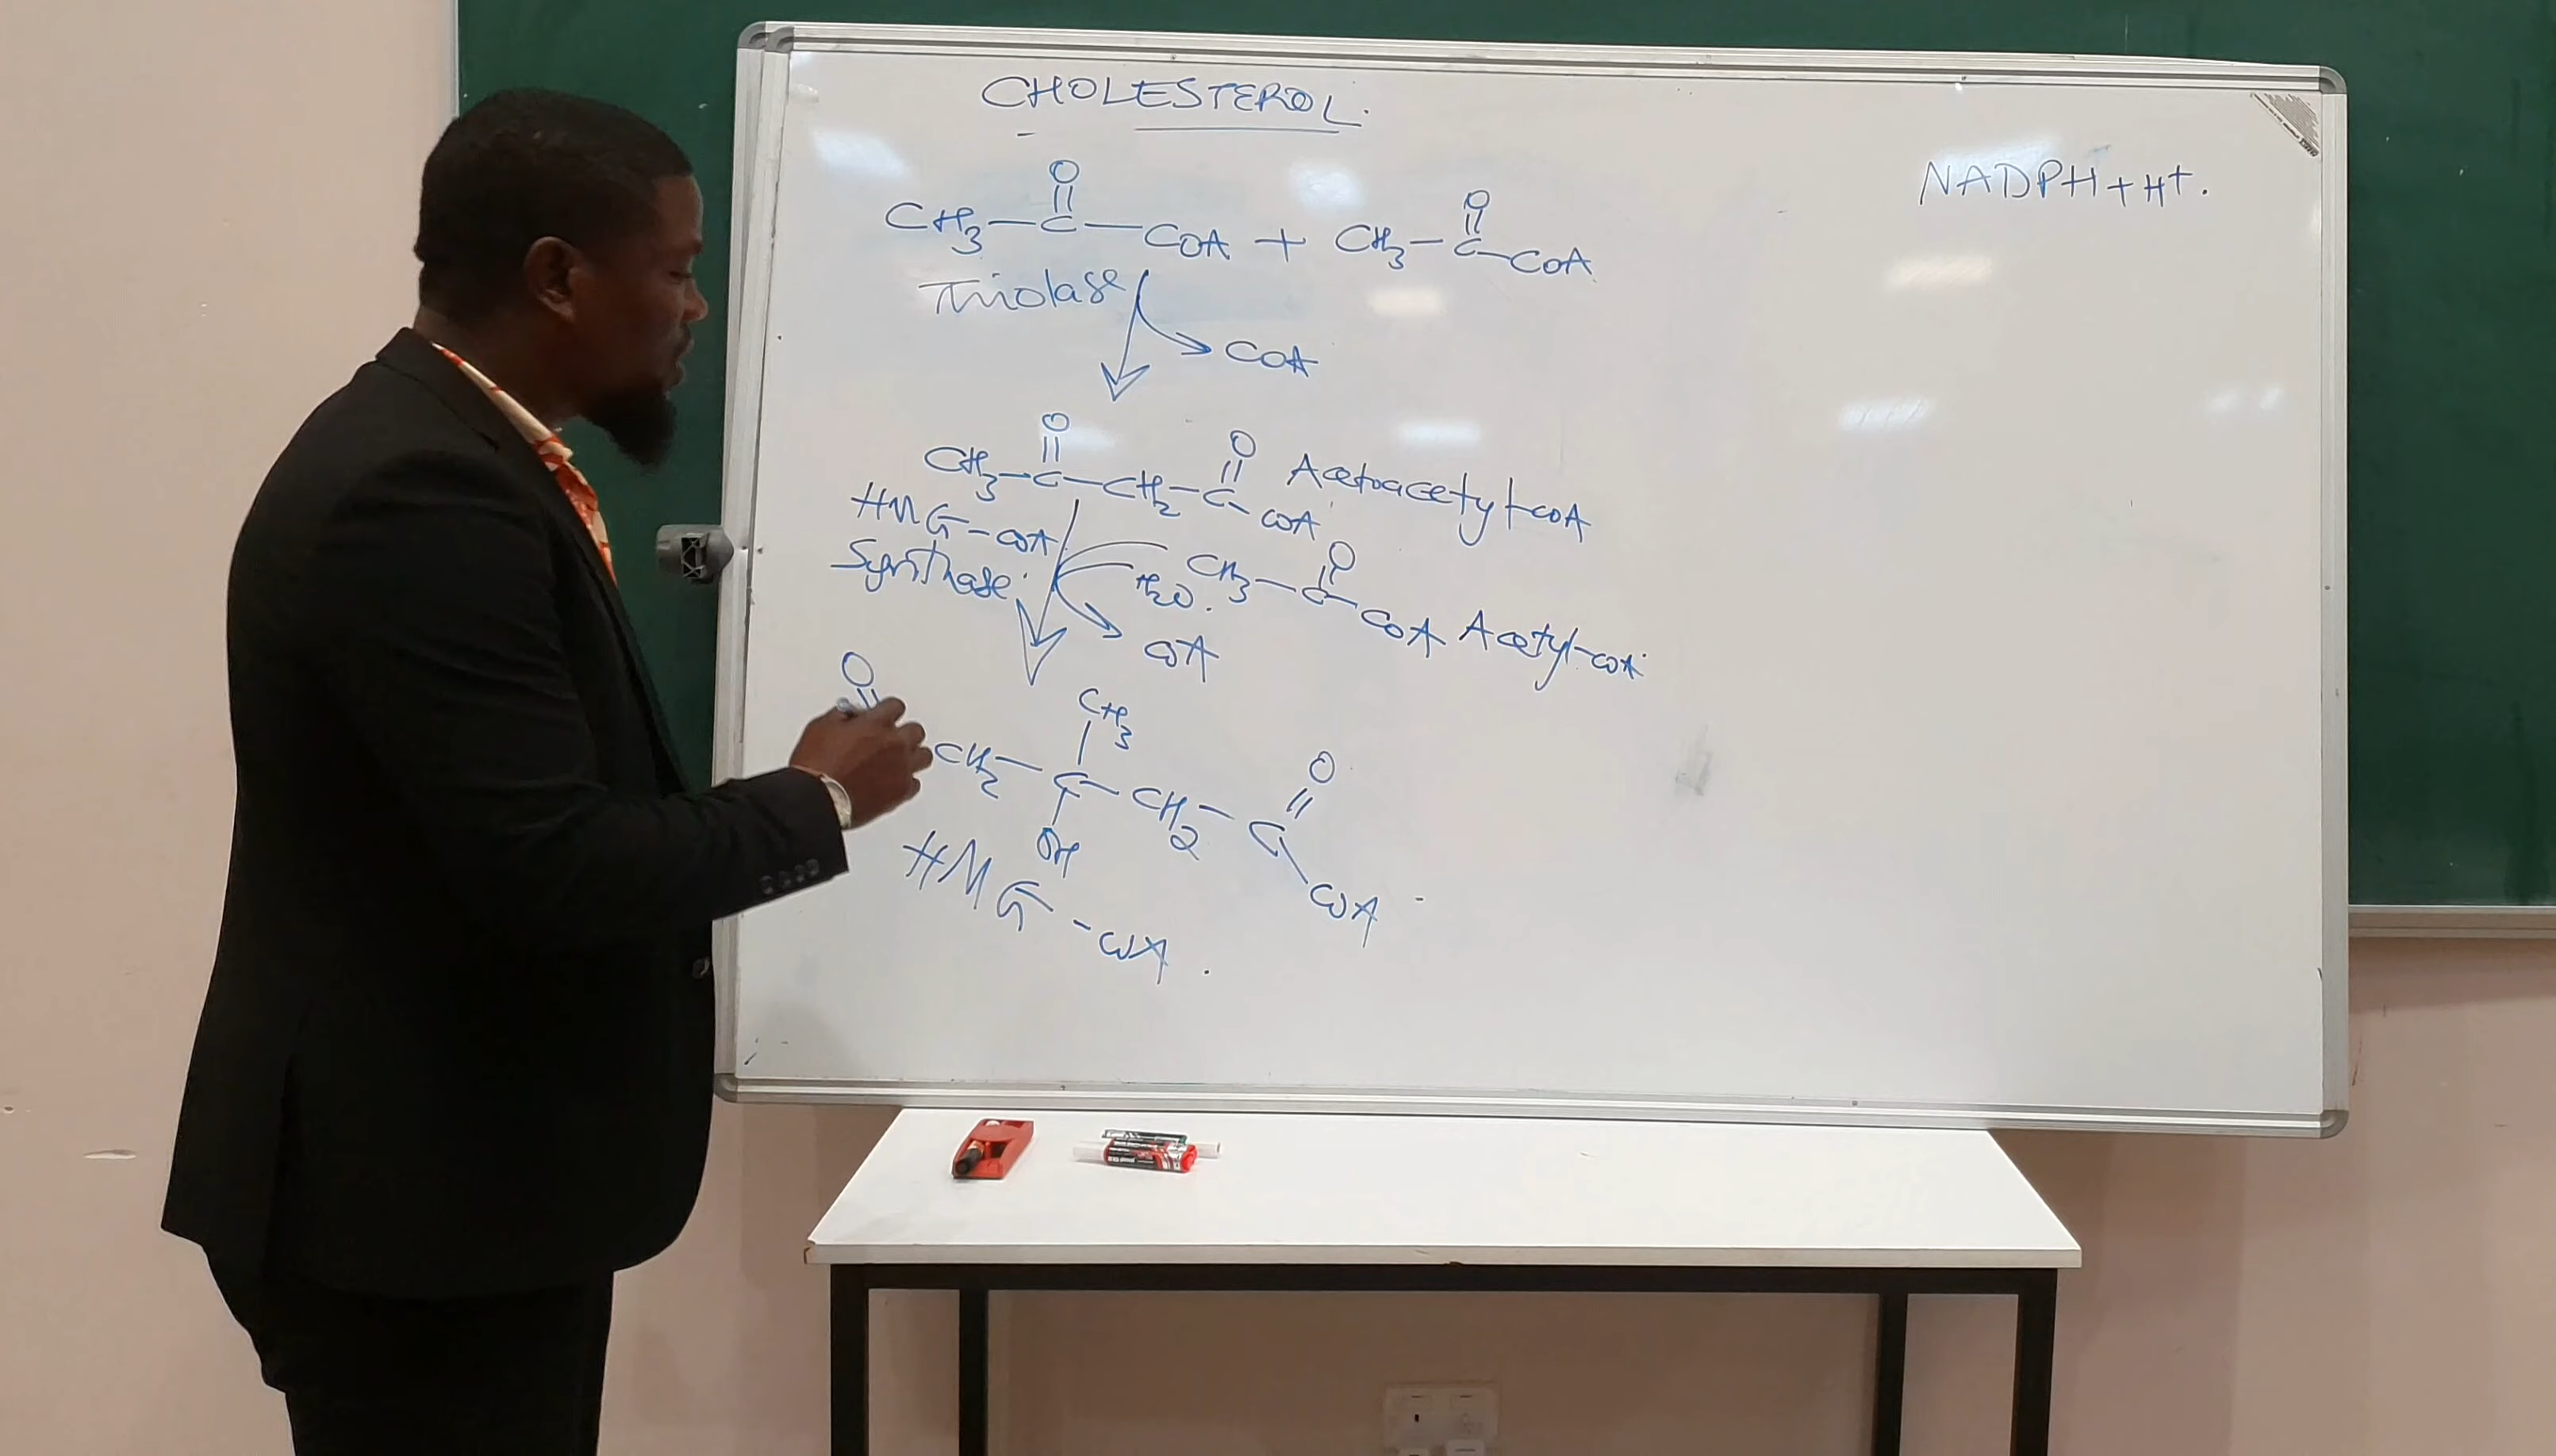 CHOLESTEROL.
NADPH + H+.
O
CH3 — C — COA + CH3 — C — COA
O
Thiolase
COA
O
O
CH3 — C — CH2 — C — COA
Acetoacetyl-COA
HMG-COA
Synthase.
H2O.
O
CH3 — C — COA
Acetyl-COA.
COA
O
CH3
CH2 — C — CH2 — C
O
OH
COA
HMG-COA.